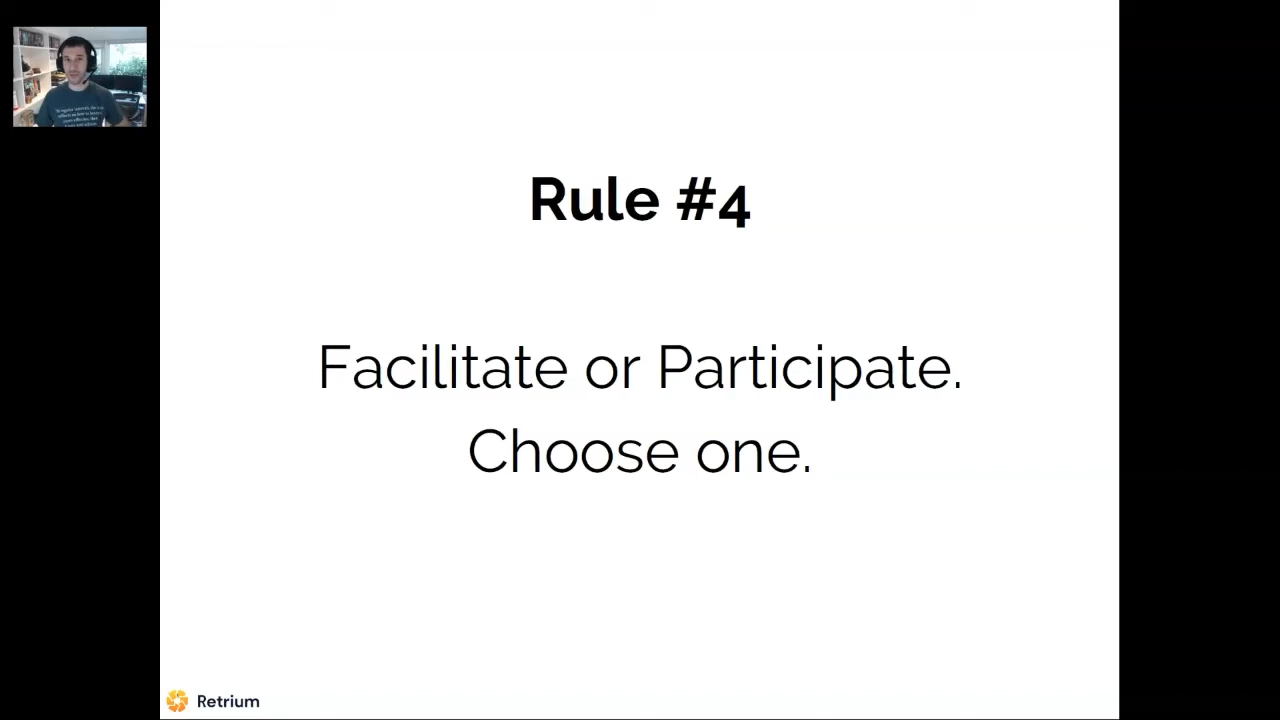 Rule #4
Facilitate or Participate.
Choose one.
Retrium